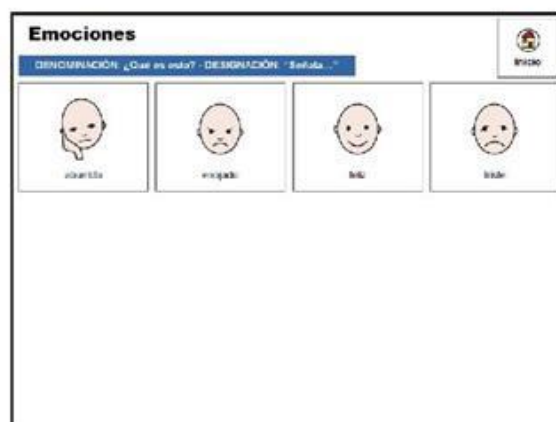 Emociones
Inicio
DENOMINACIÓN: ¿Qué es esto? - DESIGNACIÓN: "Señala..."
aburrido
enojado
feliz
triste